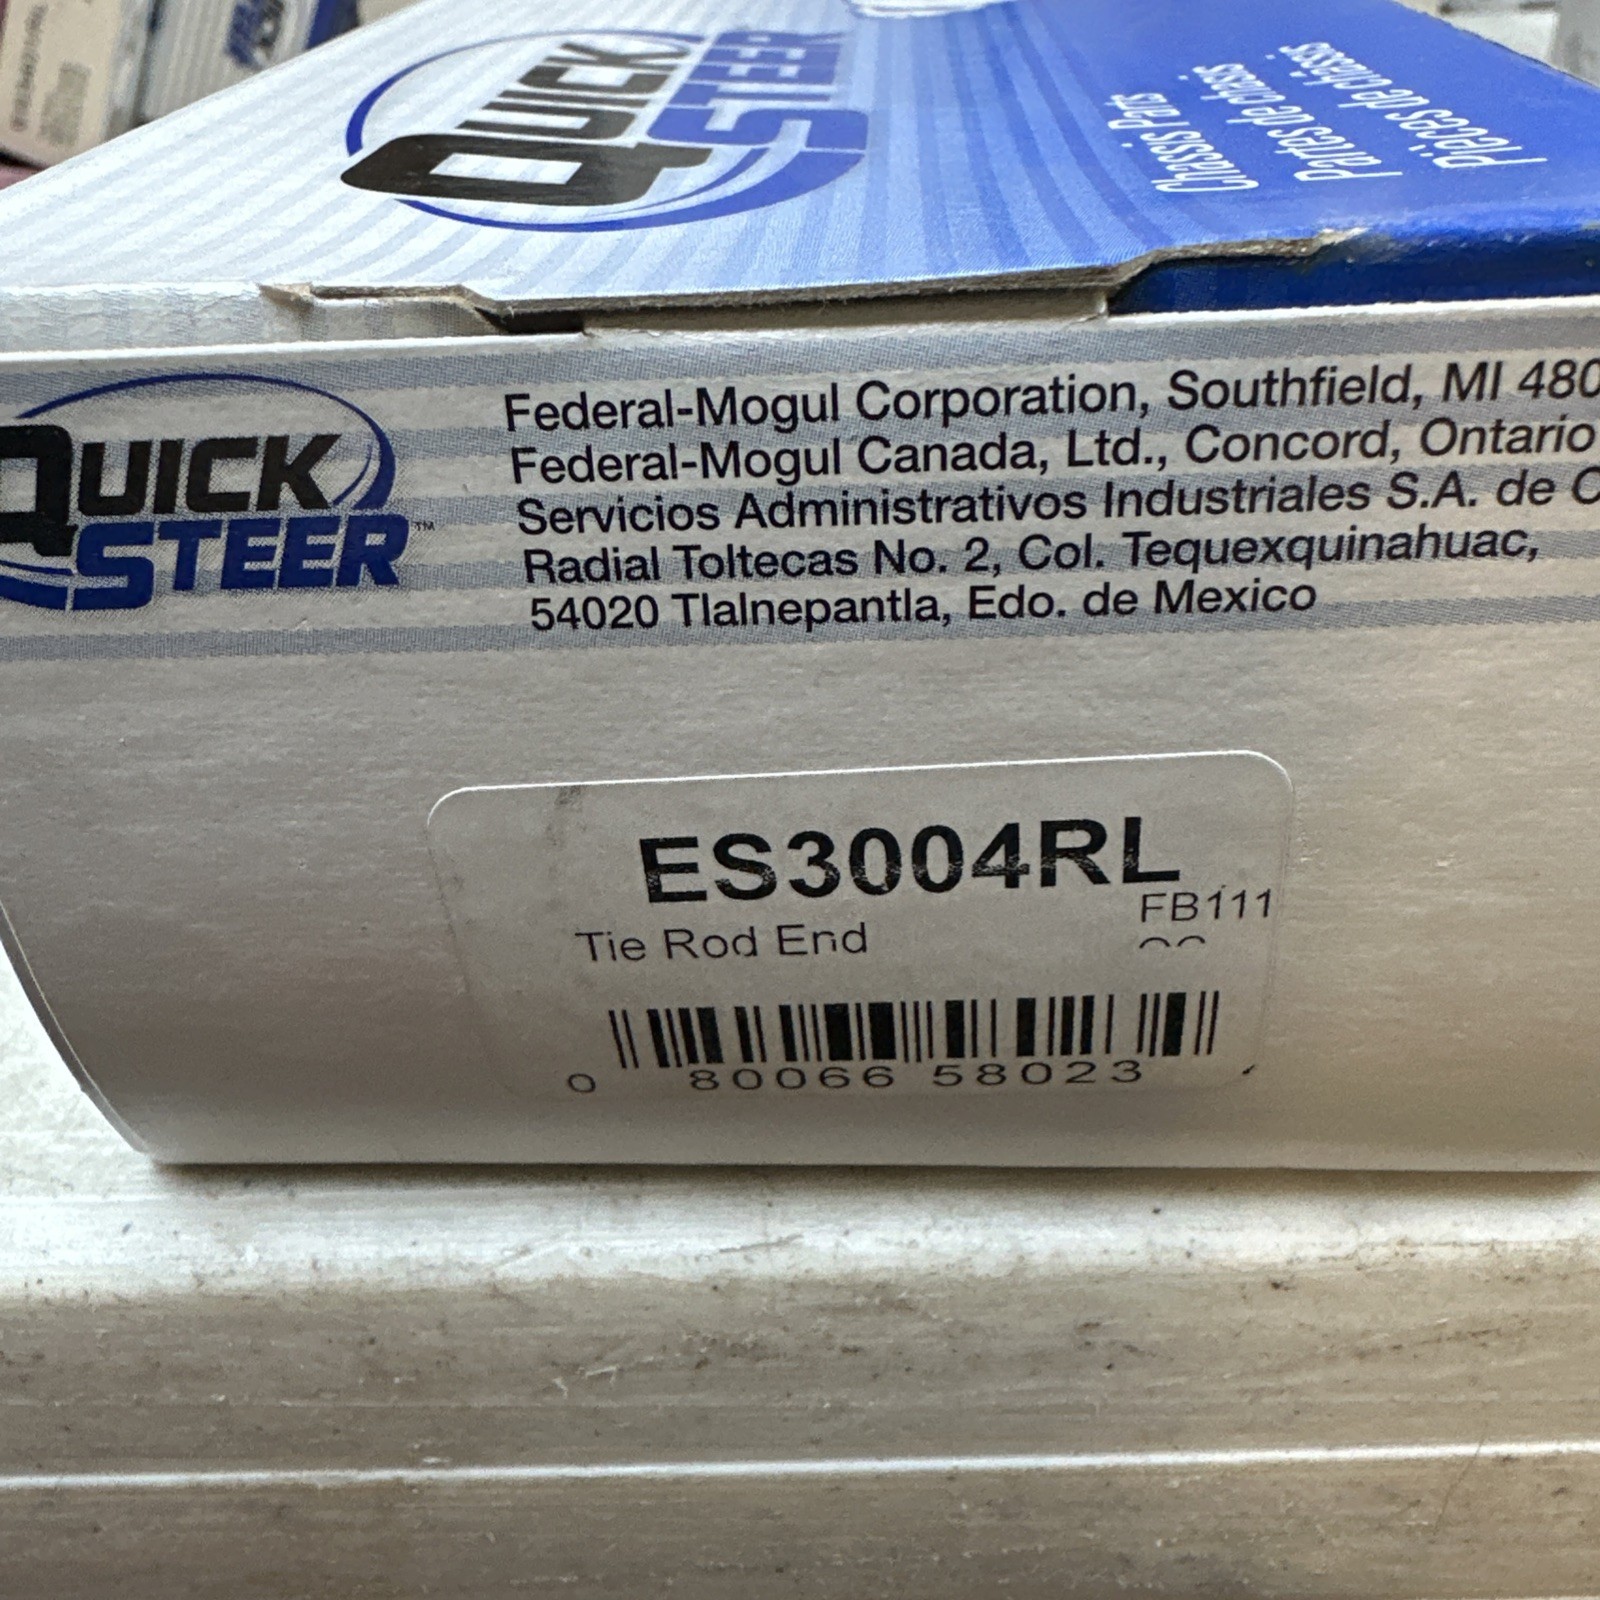 QUICK
STEER
Chassis Parts
Partes de chasis
Pièces de châssis
QUICK
STEER™
Federal-Mogul Corporation, Southfield, MI 480
Federal-Mogul Canada, Ltd., Concord, Ontario
Servicios Administrativos Industriales S.A. de C
Radial Toltecas No. 2, Col. Tequexquinahuac,
54020 Tlalnepantla, Edo. de Mexico
ES3004RL
FB111
Tie Rod End
0 80066 58023